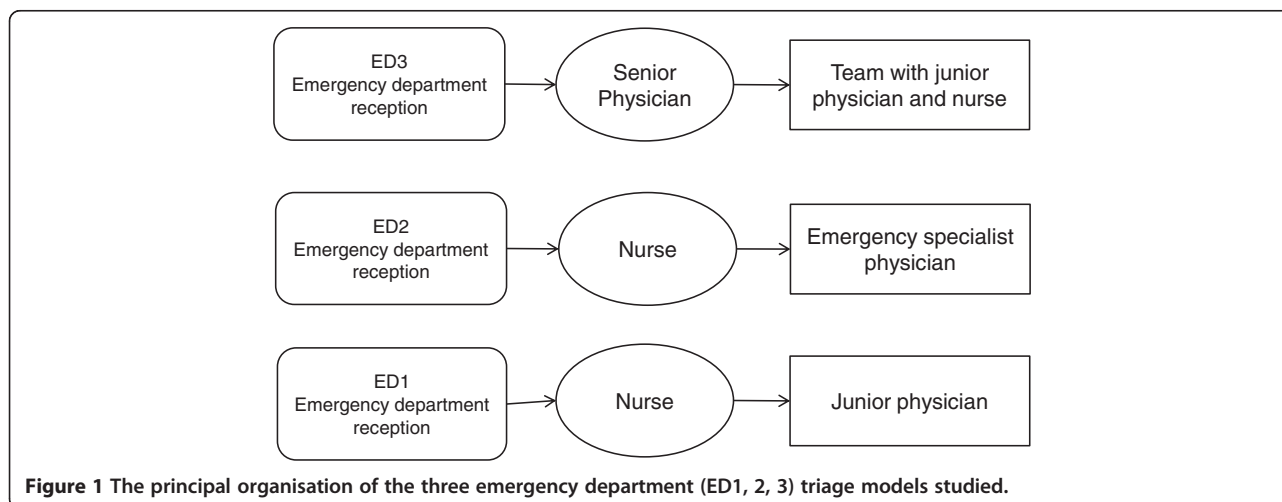 ED3
Emergency department
reception
Senior
Physician
Team with junior
physician and nurse
ED2
Emergency department
reception
Nurse
Emergency specialist
physician
ED1
Emergency department
reception
Nurse
Junior physician
Figure 1 The principal organisation of the three emergency department (ED1, 2, 3) triage models studied.